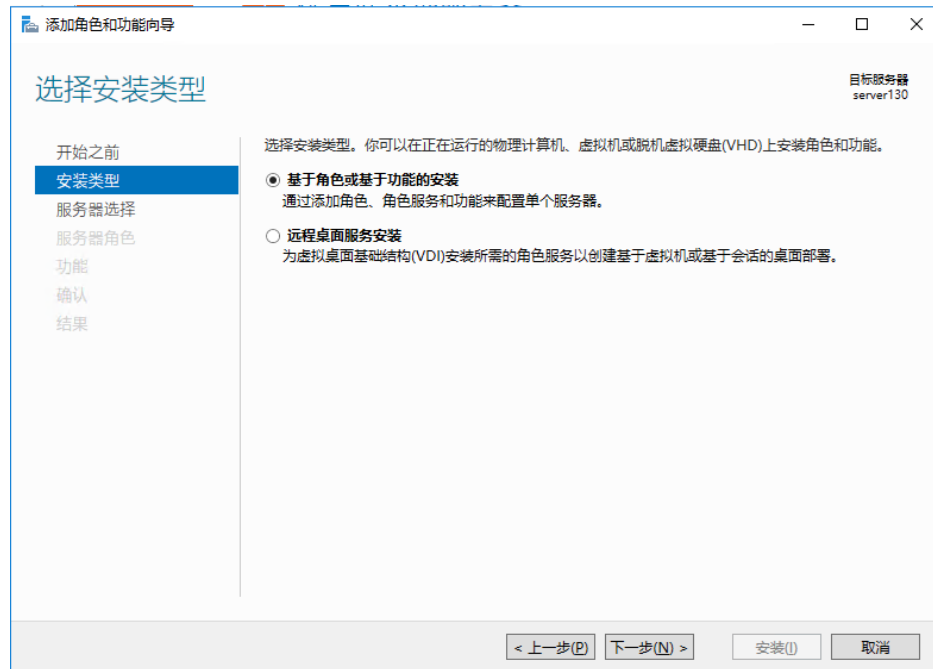 添加角色和功能向导
选择安装类型
目标服务器
server130
开始之前
安装类型
服务器选择
服务器角色
功能
确认
结果
选择安装类型。你可以在正在运行的物理计算机、虚拟机或脱机虚拟硬盘(VHD)上安装角色和功能。
基于角色或基于功能的安装
通过添加角色、角色服务和功能来配置单个服务器。
远程桌面服务安装
为虚拟桌面基础结构(VDI)安装所需的角色服务以创建基于虚拟机或基于会话的桌面部署。
< 上一步(P) 下一步(N) > 安装(I) 取消